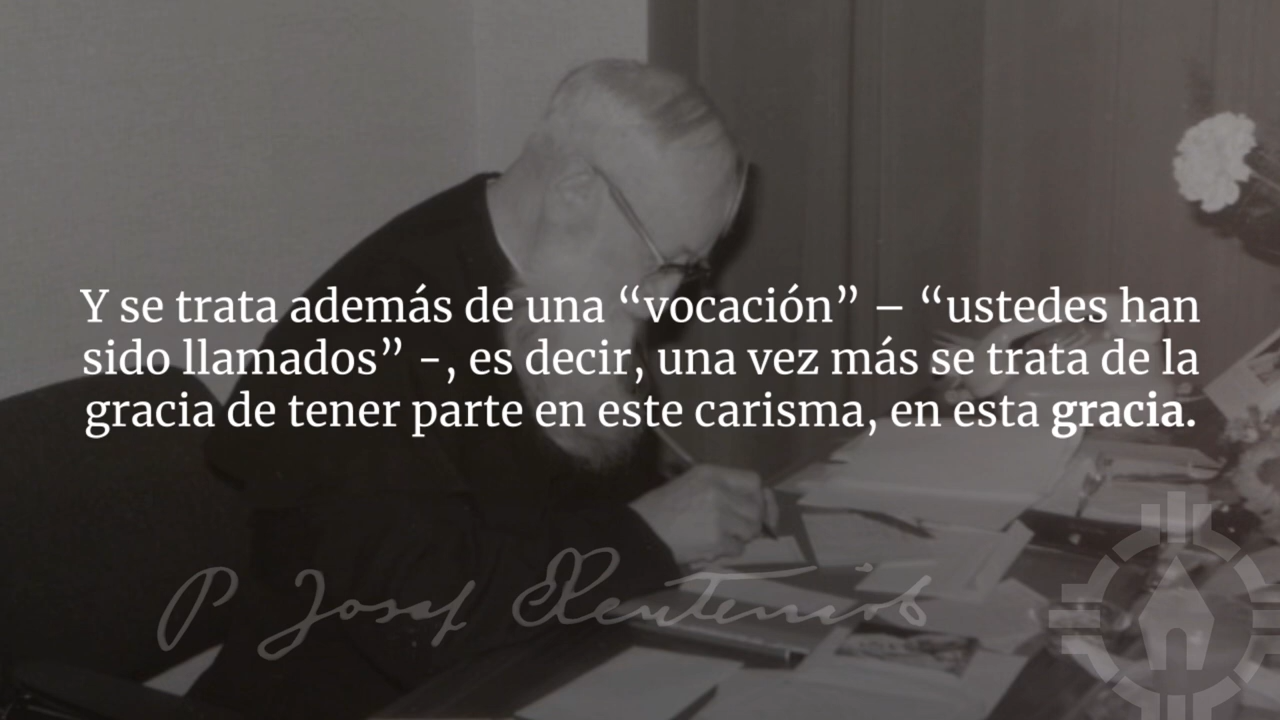 Y se trata además de una “vocación” – “ustedes han
sido llamados” -, es decir, una vez más se trata de la
gracia de tener parte en este carisma, en esta gracia.
P Josef Kentenich